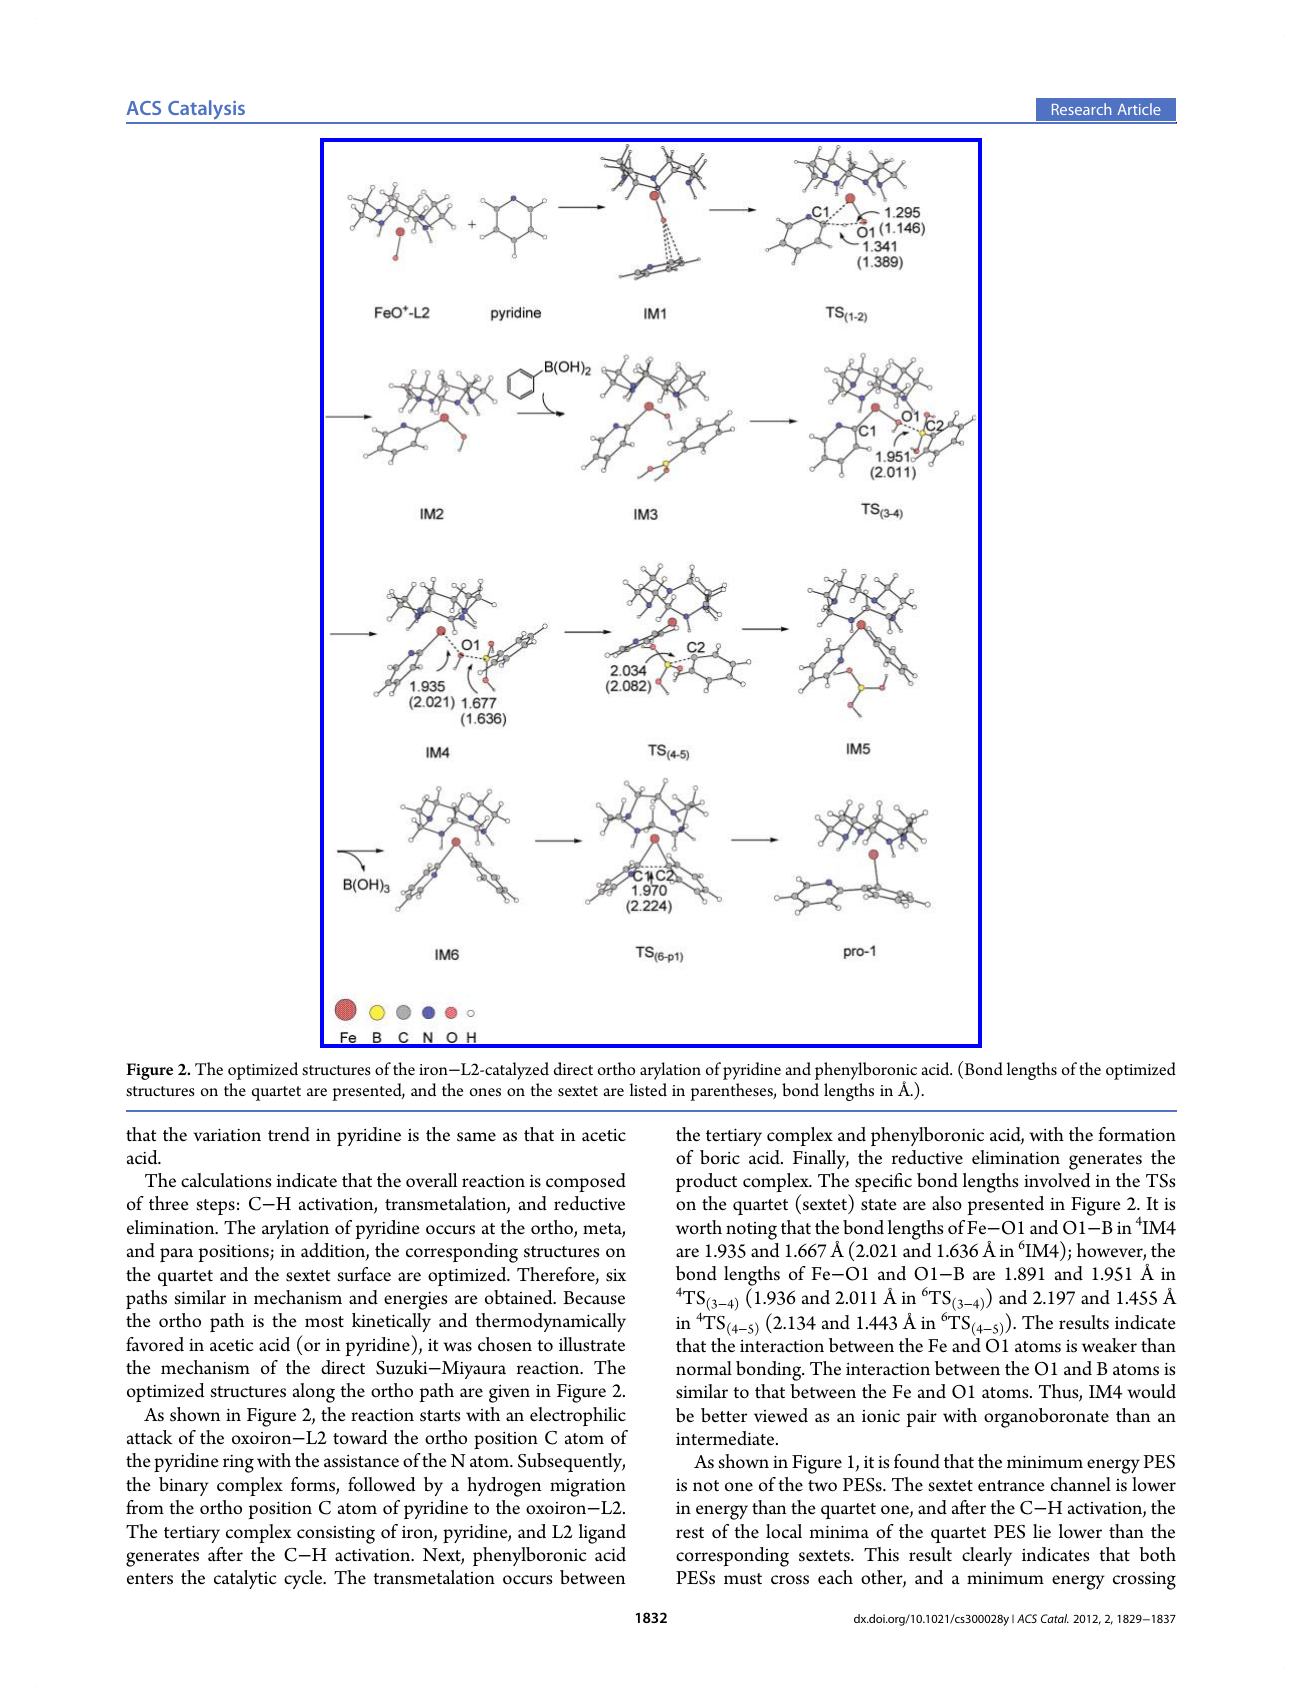 ACS Catalysis
Research Article
C1
1.295
O1 (1.146)
1.341
(1.389)
FeO⁺-L2
pyridine
IM1
TS(1-2)
B(OH)₂
O1
C2
C1
1.951
(2.011)
IM2
IM3
TS(3-4)
O1
C2
1.935
(2.021)
1.677
(1.636)
2.034
(2.082)
IM4
TS(4-5)
IM5
B(OH)₃
C1 C2
1.970
(2.224)
IM6
TS(6-p1)
pro-1
Fe B C N O H
Figure 2. The optimized structures of the iron−L2-catalyzed direct ortho arylation of pyridine and phenylboronic acid. (Bond lengths of the optimized
structures on the quartet are presented, and the ones on the sextet are listed in parentheses, bond lengths in Å.).
that the variation trend in pyridine is the same as that in acetic
acid.
The calculations indicate that the overall reaction is composed
of three steps: C−H activation, transmetalation, and reductive
elimination. The arylation of pyridine occurs at the ortho, meta,
and para positions; in addition, the corresponding structures on
the quartet and the sextet surface are optimized. Therefore, six
paths similar in mechanism and energies are obtained. Because
the ortho path is the most kinetically and thermodynamically
favored in acetic acid (or in pyridine), it was chosen to illustrate
the mechanism of the direct Suzuki−Miyaura reaction. The
optimized structures along the ortho path are given in Figure 2.
As shown in Figure 2, the reaction starts with an electrophilic
attack of the oxoiron−L2 toward the ortho position C atom of
the pyridine ring with the assistance of the N atom. Subsequently,
the binary complex forms, followed by a hydrogen migration
from the ortho position C atom of pyridine to the oxoiron−L2.
The tertiary complex consisting of iron, pyridine, and L2 ligand
generates after the C−H activation. Next, phenylboronic acid
enters the catalytic cycle. The transmetalation occurs between
the tertiary complex and phenylboronic acid, with the formation
of boric acid. Finally, the reductive elimination generates the
product complex. The specific bond lengths involved in the TSs
on the quartet (sextet) state are also presented in Figure 2. It is
worth noting that the bond lengths of Fe−O1 and O1−B in ⁴IM4
are 1.935 and 1.667 Å (2.021 and 1.636 Å in ⁶IM4); however, the
bond lengths of Fe−O1 and O1−B are 1.891 and 1.951 Å in
⁴TS(3−4) (1.936 and 2.011 Å in ⁶TS(3−4)) and 2.197 and 1.455 Å
in ⁴TS(4−5) (2.134 and 1.443 Å in ⁶TS(4−5)). The results indicate
that the interaction between the Fe and O1 atoms is weaker than
normal bonding. The interaction between the O1 and B atoms is
similar to that between the Fe and O1 atoms. Thus, IM4 would
be better viewed as an ionic pair with organoboronate than an
intermediate.
As shown in Figure 1, it is found that the minimum energy PES
is not one of the two PESs. The sextet entrance channel is lower
in energy than the quartet one, and after the C−H activation, the
rest of the local minima of the quartet PES lie lower than the
corresponding sextets. This result clearly indicates that both
PESs must cross each other, and a minimum energy crossing
1832
dx.doi.org/10.1021/cs300028y | ACS Catal. 2012, 2, 1829−1837